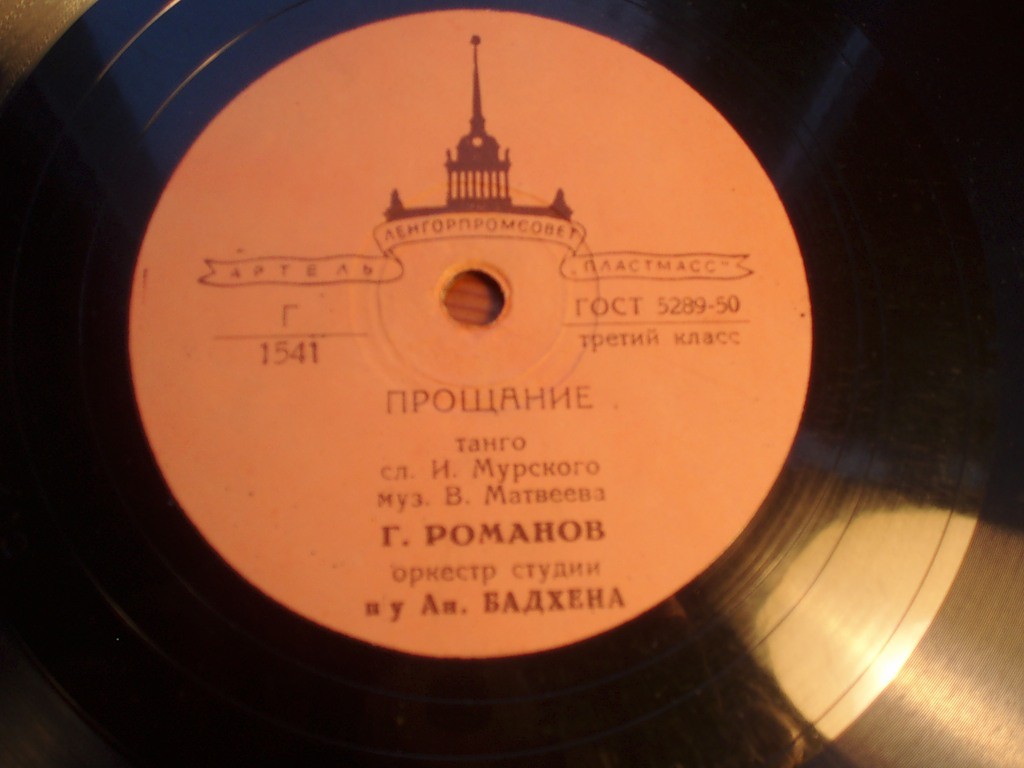 ЛЕНГОРПРОМСОВЕТ
АРТЕЛЬ „ПЛАСТМАСС"
Г
1541
ГОСТ 5289-50
третий класс
ПРОЩАНИЕ
танго
сл. И. Мурского
муз. В. Матвеева
Г. РОМАНОВ
оркестр студии
п у Ан. БАДХЕНА